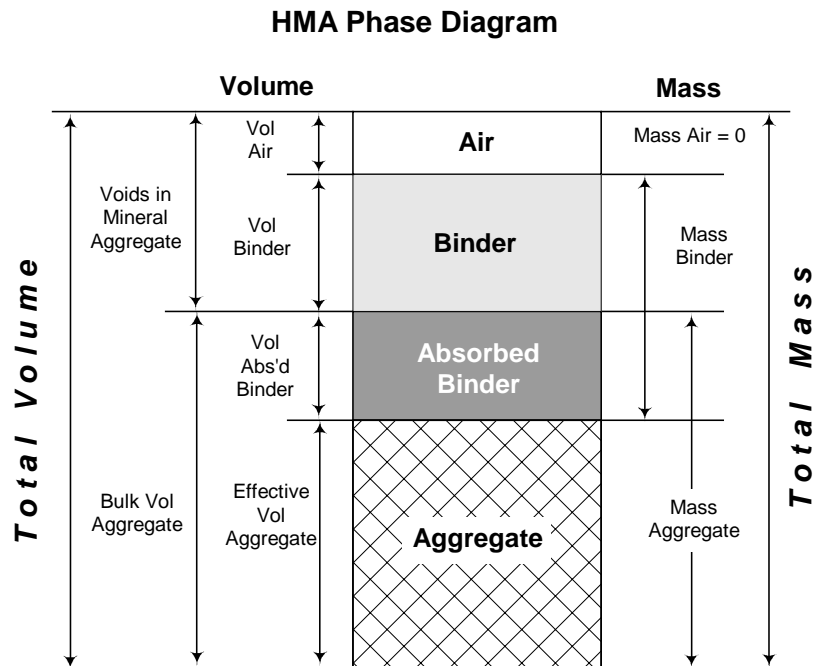 HMA Phase Diagram
Volume
Mass
Vol
Air
Air
Mass Air = 0
Voids in
Mineral
Aggregate
Vol
Binder
Binder
Mass
Binder
Total Volume
Total Mass
Vol
Abs'd
Binder
Absorbed
Binder
Bulk Vol
Aggregate
Effective
Vol
Aggregate
Aggregate
Mass
Aggregate